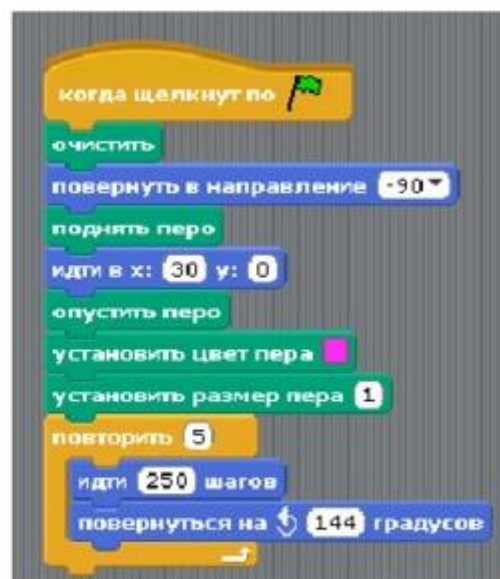 когда щелкнут по
очистить
повернуть в направление -90
поднять перо
идти в x: 30 y: 0
опустить перо
установить цвет пера
установить размер пера 1
повторить 5
идти 250 шагов
повернуться на 144 градусов